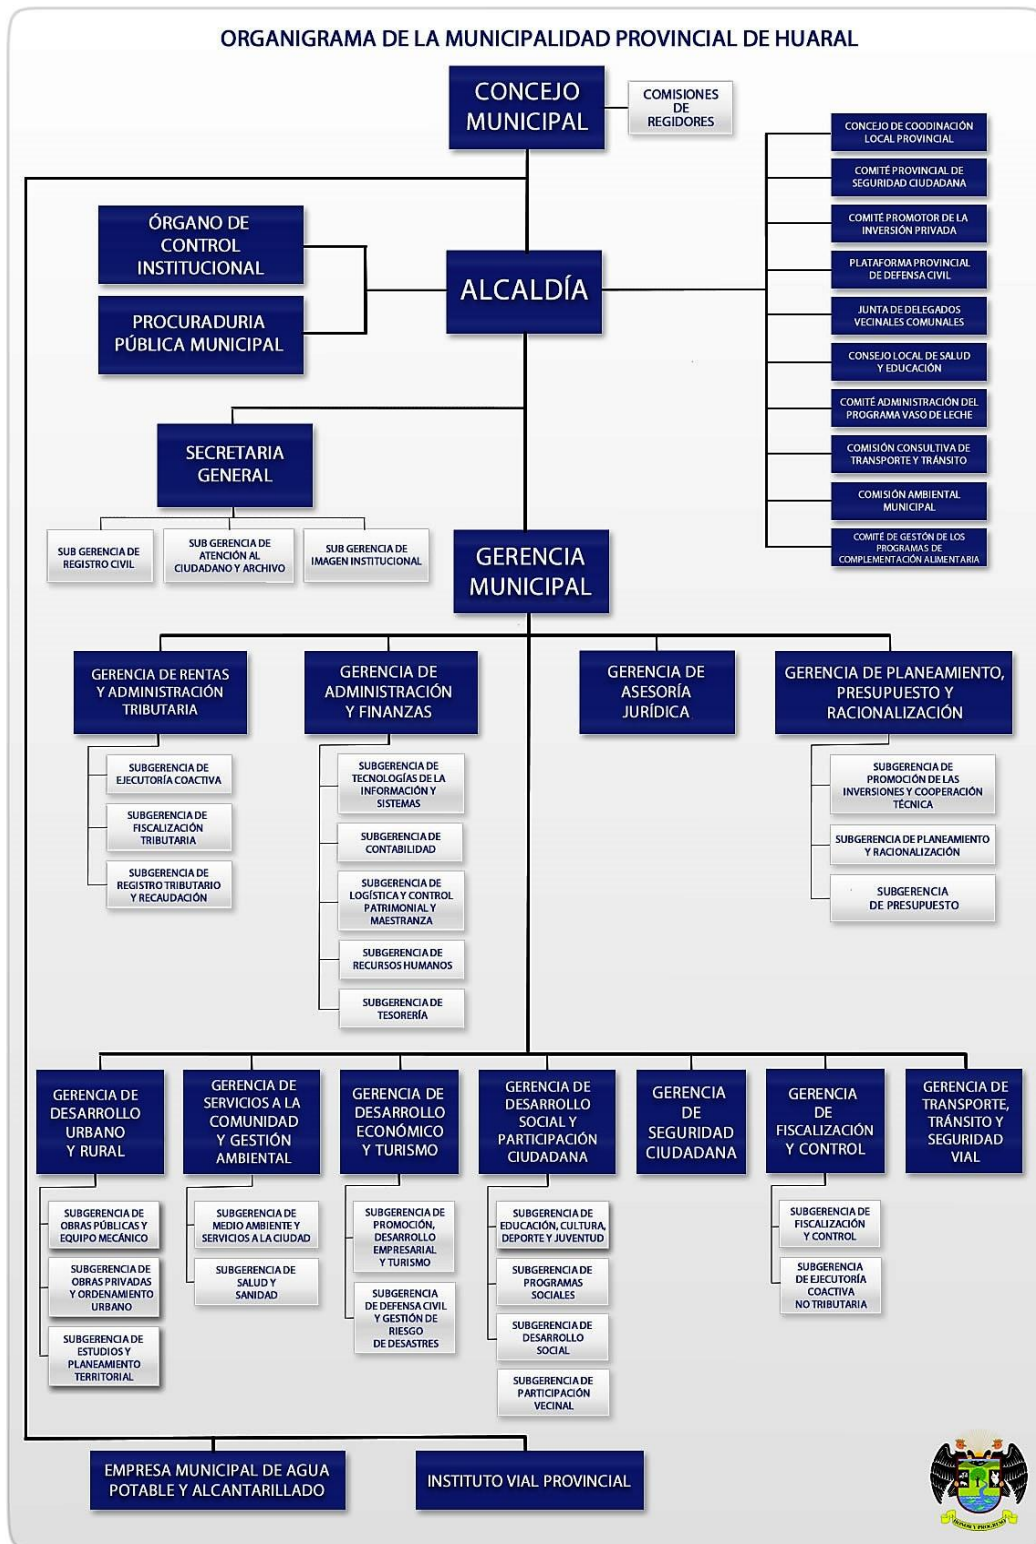 ORGANIGRAMA DE LA MUNICIPALIDAD PROVINCIAL DE HUARAL
CONCEJO
MUNICIPAL
COMISIONES
DE
REGIDORES
CONCEJO DE COODINACIÓN
LOCAL PROVINCIAL
COMITÉ PROVINCIAL DE
SEGURIDAD CIUDADANA
COMITÉ PROMOTOR DE LA
INVERSIÓN PRIVADA
PLATAFORMA PROVINCIAL
DE DEFENSA CIVIL
JUNTA DE DELEGADOS
VECINALES COMUNALES
CONSEJO LOCAL DE SALUD
Y EDUCACIÓN
COMITÉ ADMINISTRACIÓN DEL
PROGRAMA VASO DE LECHE
COMISIÓN CONSULTIVA DE
TRANSPORTE Y TRÁNSITO
COMISIÓN AMBIENTAL
MUNICIPAL
COMITÉ DE GESTIÓN DE LOS
PROGRAMAS DE
COMPLEMENTACIÓN ALIMENTARIA
ÓRGANO DE
CONTROL
INSTITUCIONAL
PROCURADURIA
PÚBLICA MUNICIPAL
ALCALDÍA
SECRETARIA
GENERAL
SUB GERENCIA DE
REGISTRO CIVIL
SUB GERENCIA DE
ATENCIÓN AL
CIUDADANO Y ARCHIVO
SUB GERENCIA DE
IMAGEN INSTITUCIONAL
GERENCIA
MUNICIPAL
GERENCIA DE RENTAS
Y ADMINISTRACIÓN
TRIBUTARIA
SUBGERENCIA DE
EJECUTORÍA COACTIVA
SUBGERENCIA DE
FISCALIZACIÓN
TRIBUTARIA
SUBGERENCIA DE
REGISTRO TRIBUTARIO
Y RECAUDACIÓN
GERENCIA DE
ADMINISTRACIÓN
Y FINANZAS
SUBGERENCIA DE
TECNOLOGÍAS DE LA
INFORMACIÓN Y
SISTEMAS
SUBGERENCIA DE
CONTABILIDAD
SUBGERENCIA DE
LOGÍSTICA Y CONTROL
PATRIMONIAL Y
MAESTRANZA
SUBGERENCIA DE
RECURSOS HUMANOS
SUBGERENCIA DE
TESORERÍA
GERENCIA DE
ASESORÍA
JURÍDICA
GERENCIA DE PLANEAMIENTO,
PRESUPUESTO Y
RACIONALIZACIÓN
SUBGERENCIA DE
PROMOCIÓN DE LAS
INVERSIONES Y COOPERACIÓN
TÉCNICA
SUBGERENCIA DE PLANEAMIENTO
Y RACIONALIZACIÓN
SUBGERENCIA
DE PRESUPUESTO
GERENCIA DE
DESARROLLO
URBANO
Y RURAL
SUBGERENCIA DE
OBRAS PÚBLICAS Y
EQUIPO MECÁNICO
SUBGERENCIA DE
OBRAS PRIVADAS
Y ORDENAMIENTO
URBANO
SUBGERENCIA DE
ESTUDIOS Y
PLANEAMIENTO
TERRITORIAL
GERENCIA DE
SERVICIOS A LA
COMUNIDAD
Y GESTIÓN
AMBIENTAL
SUBGERENCIA DE
MEDIO AMBIENTE Y
SERVICIOS A LA CIUDAD
SUBGERENCIA DE
SALUD Y
SANIDAD
GERENCIA DE
DESARROLLO
ECONÓMICO
Y TURISMO
SUBGERENCIA DE
PROMOCIÓN,
DESARROLLO
EMPRESARIAL
Y TURISMO
SUBGERENCIA
DE DEFENSA CIVIL
Y GESTIÓN DE
RIESGO
DE DESASTRES
GERENCIA DE
DESARROLLO
SOCIAL Y
PARTICIPACIÓN
CIUDADANA
SUBGERENCIA DE
EDUCACIÓN, CULTURA,
DEPORTE Y JUVENTUD
SUBGERENCIA DE
PROGRAMAS
SOCIALES
SUBGERENCIA DE
DESARROLLO
SOCIAL
SUBGERENCIA DE
PARTICIPACIÓN
VECINAL
GERENCIA
DE
SEGURIDAD
CIUDADANA
GERENCIA
DE
FISCALIZACIÓN
Y CONTROL
SUBGERENCIA DE
FISCALIZACIÓN
Y CONTROL
SUBGERENCIA
DE EJECUTORÍA
COACTIVA
NO TRIBUTARIA
GERENCIA DE
TRANSPORTE,
TRÁNSITO Y
SEGURIDAD
VIAL
EMPRESA MUNICIPAL DE AGUA
POTABLE Y ALCANTARILLADO
INSTITUTO VIAL PROVINCIAL
HONOR Y PROGRESO